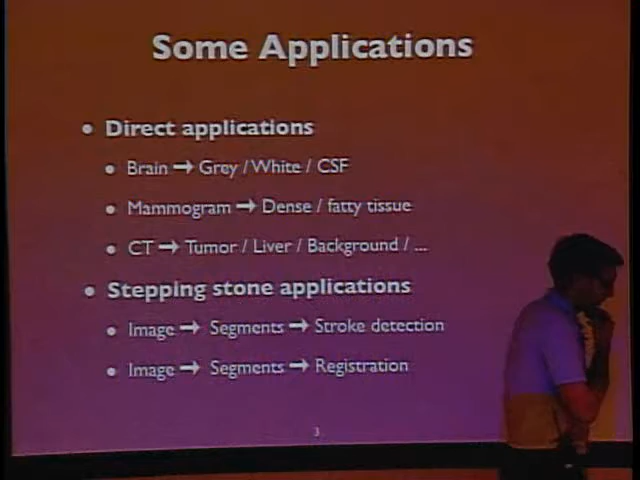 Some Applications
• Direct applications
• Brain → Grey / White / CSF
• Mammogram → Dense / fatty tissue
• CT → Tumor / Liver / Background / ...
• Stepping stone applications
• Image → Segments → Stroke detection
• Image → Segments → Registration
3